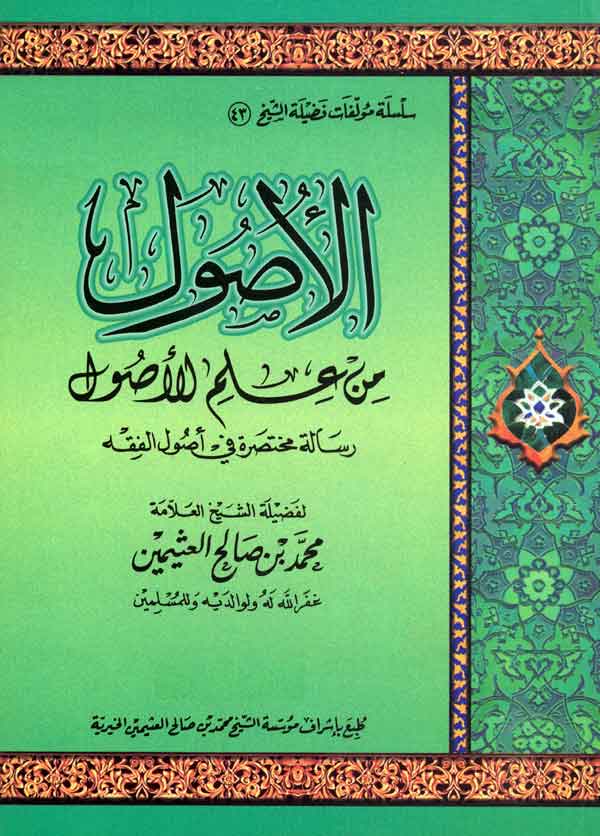 سلسلة مؤلفات فضيلة الشيخ (٤٣)
الأصول
من علم الأصول
رسالة مختصرة في أصول الفقه
لفضيلة الشيخ العلامة
محمد بن صالح العثيمين
غفر الله له ولوالديه وللمسلمين
طبع بإشراف مؤسسة الشيخ محمد بن صالح العثيمين الخيرية